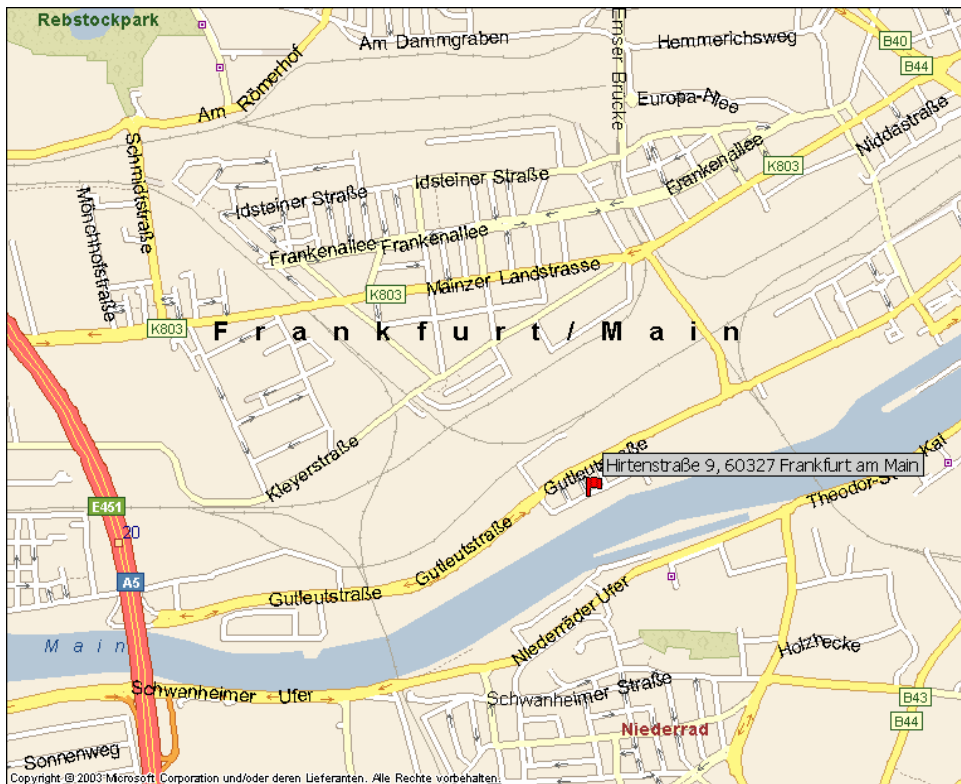 Rebstockpark
Am Dammgraben
Hemmerichsweg
B40
B44
Am Römerhof
Emser Brücke
Europa-Allee
Niddastraße
Schmidtstraße
Mönchhofstraße
Idsteiner Straße
Idsteiner Straße
Frankenallee
K803
Frankenallee
Frankenallee
Mainzer Landstrasse
K803
K803
Frankfurt/Main
Kleyerstraße
Gutleutstraße
Hirtenstraße 9, 60327 Frankfurt am Main
Theodor-St
Kai
E451
20
A5
Gutleutstraße
Gutleutstraße
Main
Niederräder Ufer
Holzhecke
Schwanheimer Ufer
Schwanheimer Straße
B43
B44
Niederrad
Sonnenweg
Copyright © 2003 Microsoft Corporation und/oder deren Lieferanten. Alle Rechte vorbehalten.